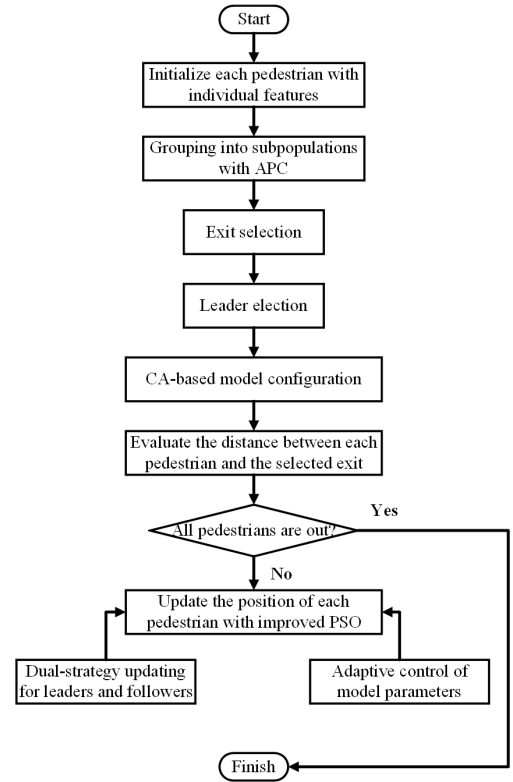 Start
Initialize each pedestrian with
individual features
Grouping into subpopulations
with APC
Exit selection
Leader election
CA-based model configuration
Evaluate the distance between each
pedestrian and the selected exit
All pedestrians are out?
Yes
No
Update the position of each
pedestrian with improved PSO
Dual-strategy updating
for leaders and followers
Adaptive control of
model parameters
Finish